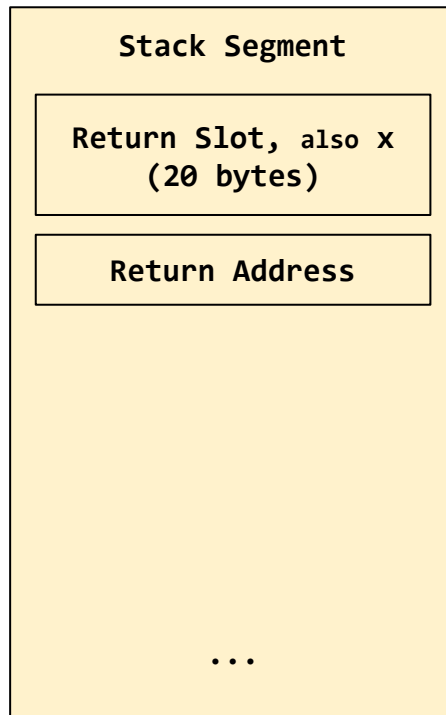 Stack Segment
Return Slot, also x
(20 bytes)
Return Address
...